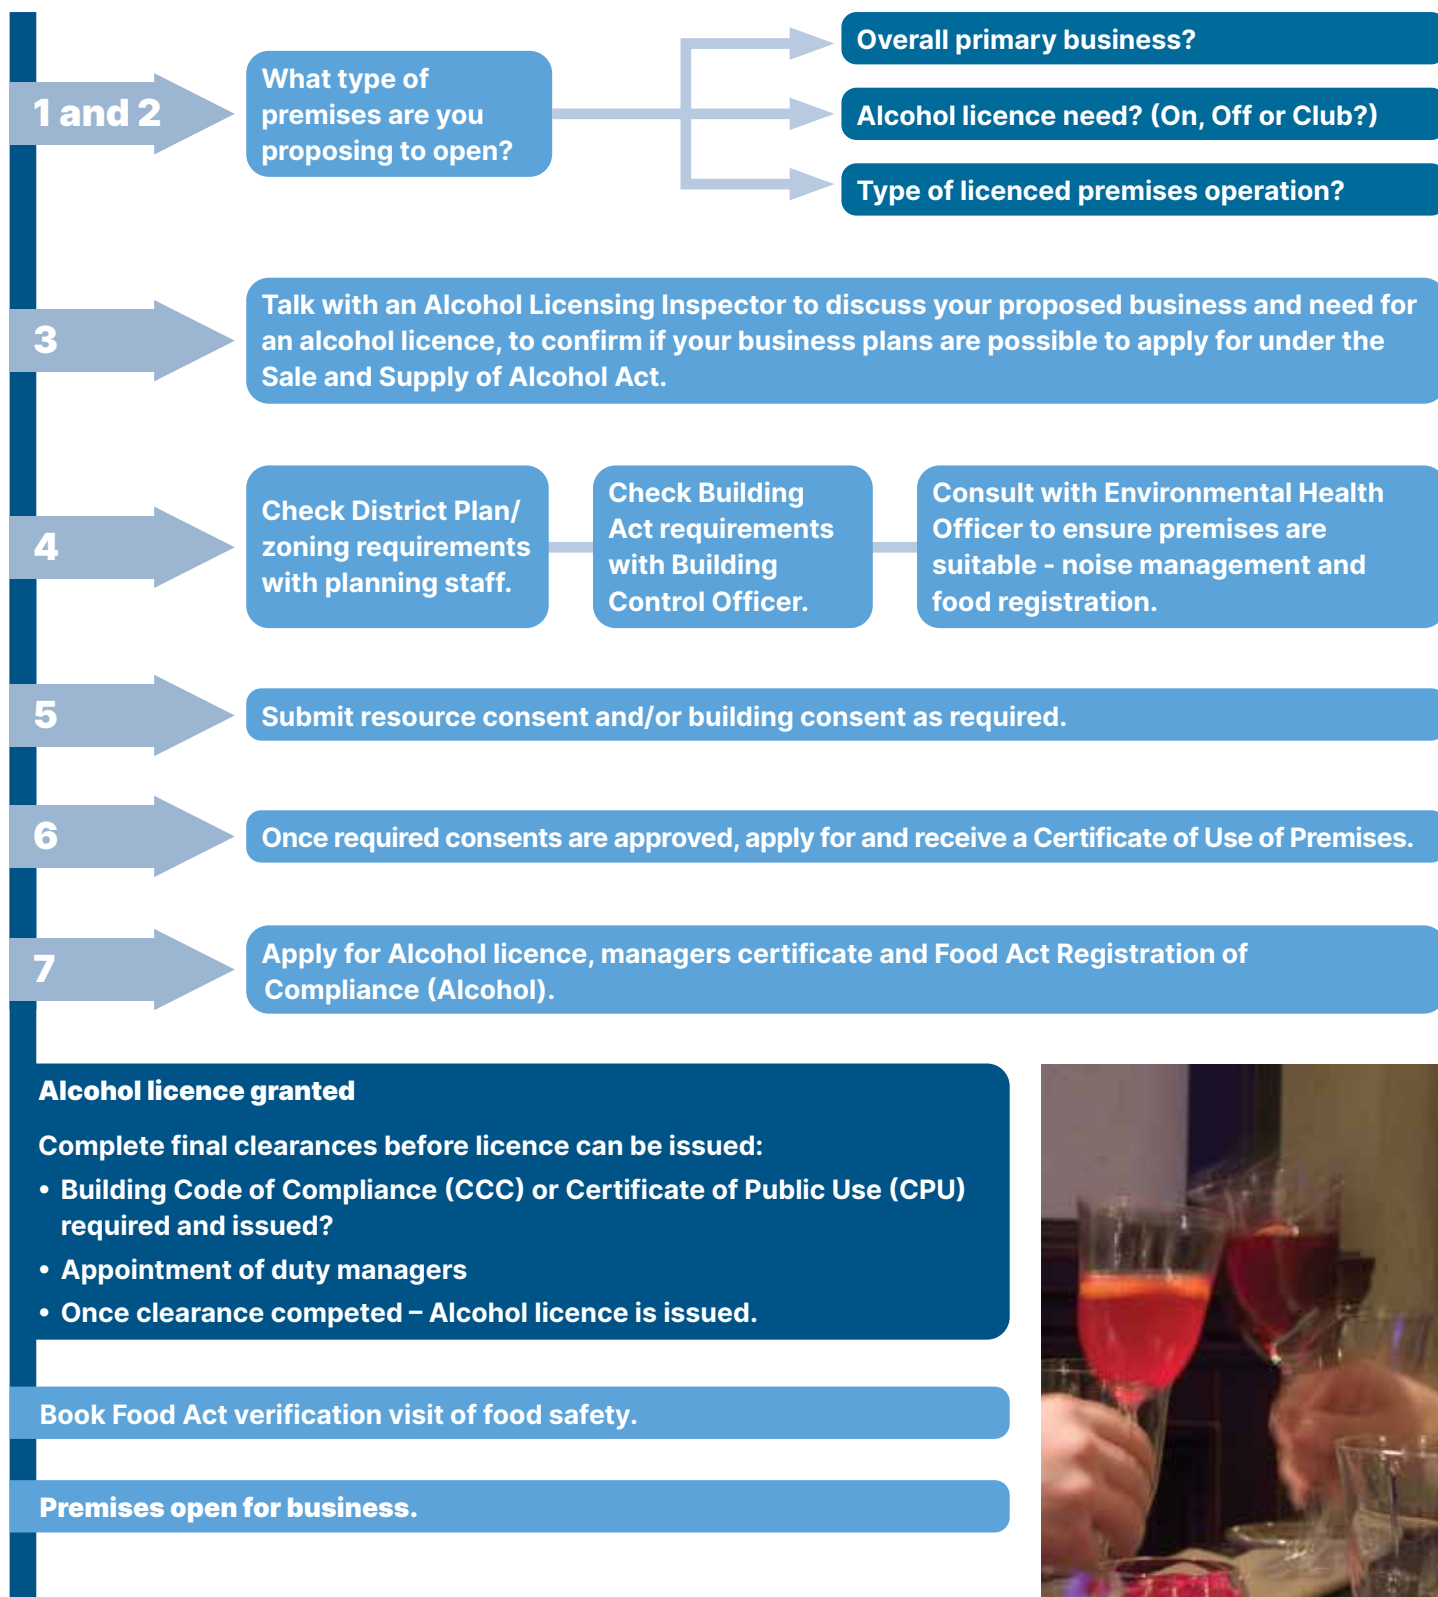 1 and 2
What type of
premises are you
proposing to open?
Overall primary business?
Alcohol licence need? (On, Off or Club?)
Type of licenced premises operation?
3
Talk with an Alcohol Licensing Inspector to discuss your proposed business and need for
an alcohol licence, to confirm if your business plans are possible to apply for under the
Sale and Supply of Alcohol Act.
4
Check District Plan/
zoning requirements
with planning staff.
Check Building
Act requirements
with Building
Control Officer.
Consult with Environmental Health
Officer to ensure premises are
suitable - noise management and
food registration.
5
Submit resource consent and/or building consent as required.
6
Once required consents are approved, apply for and receive a Certificate of Use of Premises.
7
Apply for Alcohol licence, managers certificate and Food Act Registration of
Compliance (Alcohol).
Alcohol licence granted
Complete final clearances before licence can be issued:
• Building Code of Compliance (CCC) or Certificate of Public Use (CPU)
required and issued?
• Appointment of duty managers
• Once clearance competed – Alcohol licence is issued.
Book Food Act verification visit of food safety.
Premises open for business.